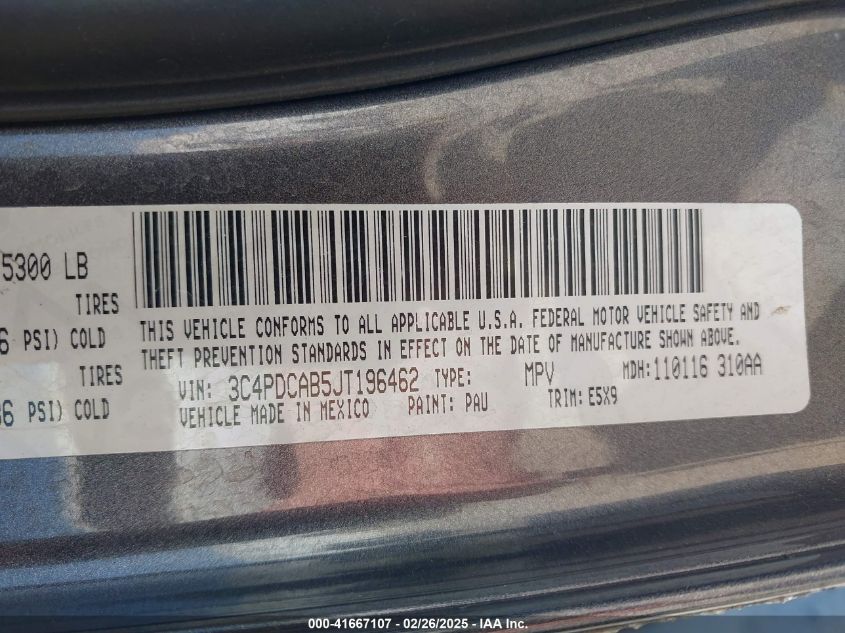 5300 LB
TIRES
6 PSI) COLD
TIRES
36 PSI) COLD
THIS VEHICLE CONFORMS TO ALL APPLICABLE U.S.A. FEDERAL MOTOR VEHICLE SAFETY AND
THEFT PREVENTION STANDARDS IN EFFECT ON THE DATE OF MANUFACTURE SHOWN ABOVE.
VIN: 3C4PDCAB5JT196462 TYPE: MPV MDH:110116 310AA
VEHICLE MADE IN MEXICO PAINT: PAU TRIM: E5X9
000-41667107 - 02/26/2025 - IAA Inc.